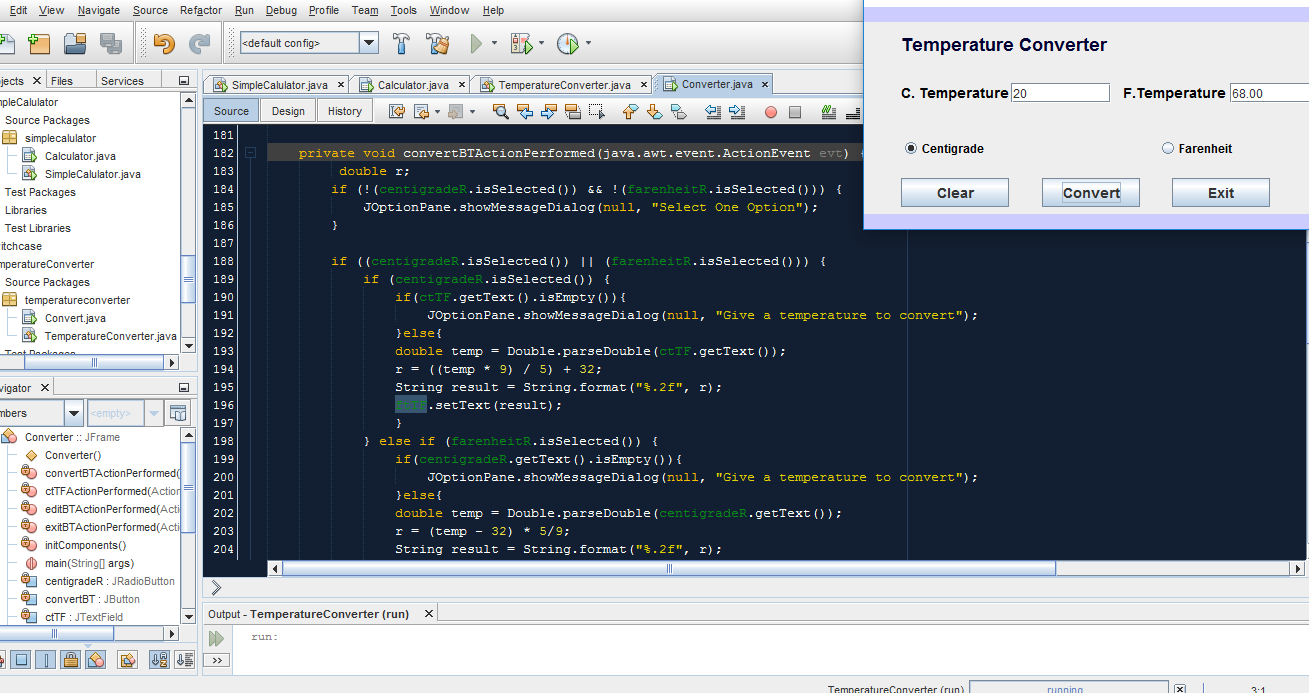 Edit View Navigate Source Refactor Run Debug Profile Team Tools Window Help
<default config>
Temperature Converter
C. Temperature 20 F.Temperature 68.00
Centigrade Farenheit
Clear Convert Exit
jects Files Services
mpleCalulator
Source Packages
simplecalulator
Calculator.java
SimpleCalulator.java
Test Packages
Libraries
Test Libraries
itchcase
mperatureConverter
Source Packages
temperatureconverter
Convert.java
TemperatureConverter.java
Test Packages
vigator
mbers <empty>
Converter :: JFrame
Converter()
convertBTActionPerformed(
ctTFActionPerformed(Action
editBTActionPerformed(Acti
exitBTActionPerformed(Acti
initComponents()
main(String[] args)
centigradeR : JRadioButton
convertBT : JButton
ctTF : JTextField
SimpleCalulator.java Calculator.java TemperatureConverter.java Converter.java
Source Design History
181
182 private void convertBTActionPerformed(java.awt.event.ActionEvent evt) {
183 double r;
184 if (!(centigradeR.isSelected()) && !(farenheitR.isSelected())) {
185 JOptionPane.showMessageDialog(null, "Select One Option");
186 }
187
188 if ((centigradeR.isSelected()) || (farenheitR.isSelected())) {
189 if (centigradeR.isSelected()) {
190 if(ctTF.getText().isEmpty()){
191 JOptionPane.showMessageDialog(null, "Give a temperature to convert");
192 }else{
193 double temp = Double.parseDouble(ctTF.getText());
194 r = ((temp * 9) / 5) + 32;
195 String result = String.format("%.2f", r);
196 .setText(result);
197 }
198 } else if (farenheitR.isSelected()) {
199 if(centigradeR.getText().isEmpty()){
200 JOptionPane.showMessageDialog(null, "Give a temperature to convert");
201 }else{
202 double temp = Double.parseDouble(centigradeR.getText());
203 r = (temp - 32) * 5/9;
204 String result = String.format("%.2f", r);
Output - TemperatureConverter (run)
run:
TemperatureConverter (run) running 3:1